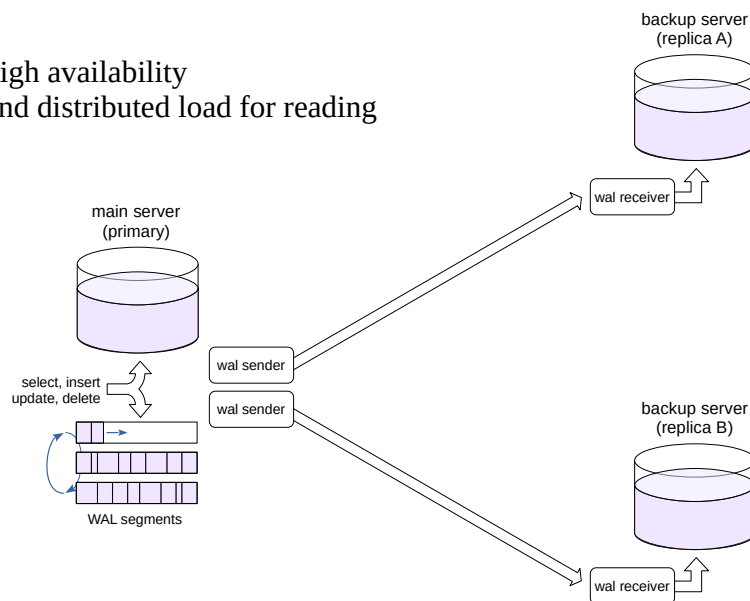 igh availability
nd distributed load for reading
backup server
(replica A)
wal receiver
main server
(primary)
wal sender
select, insert
update, delete
wal sender
WAL segments
backup server
(replica B)
wal receiver